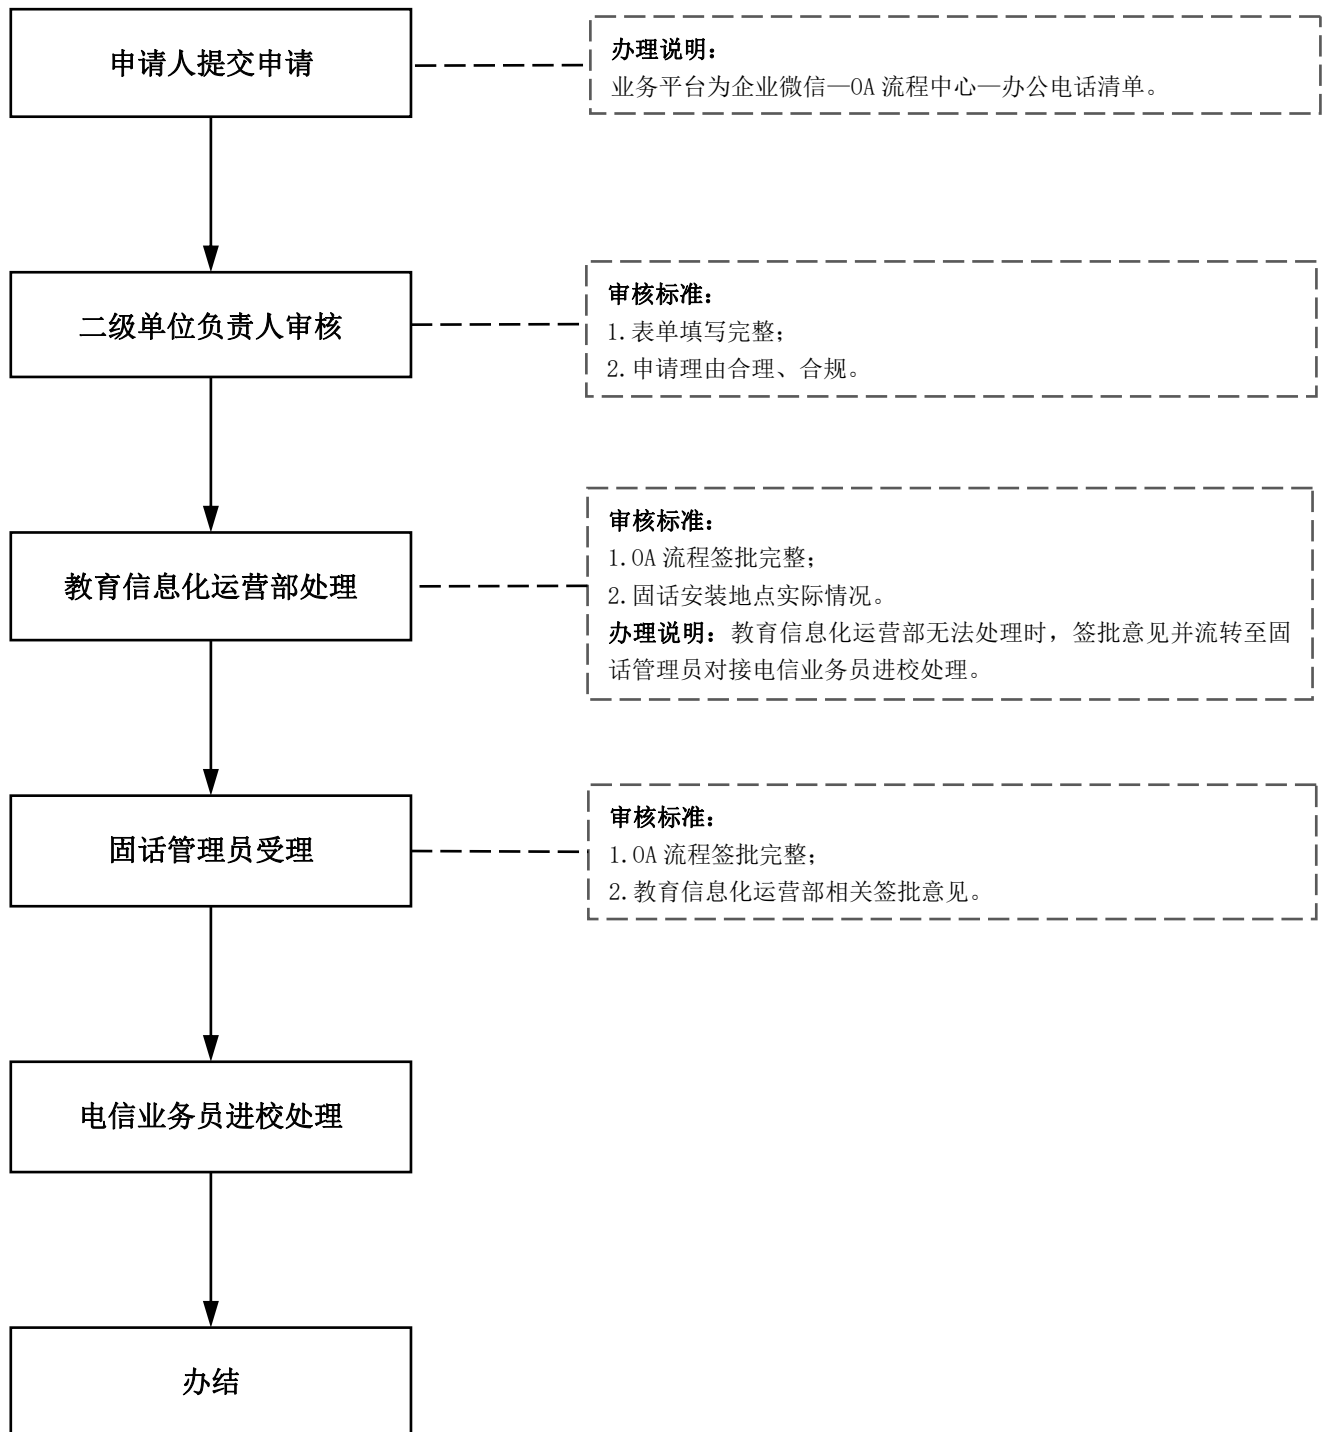 申请人提交申请
办理说明：
业务平台为企业微信—OA 流程中心—办公电话清单。
二级单位负责人审核
审核标准：
1.表单填写完整；
2.申请理由合理、合规。
教育信息化运营部处理
审核标准：
1.OA 流程签批完整；
2.固话安装地点实际情况。
办理说明：教育信息化运营部无法处理时，签批意见并流转至固
话管理员对接电信业务员进校处理。
固话管理员受理
审核标准：
1.OA 流程签批完整；
2.教育信息化运营部相关签批意见。
电信业务员进校处理
办结